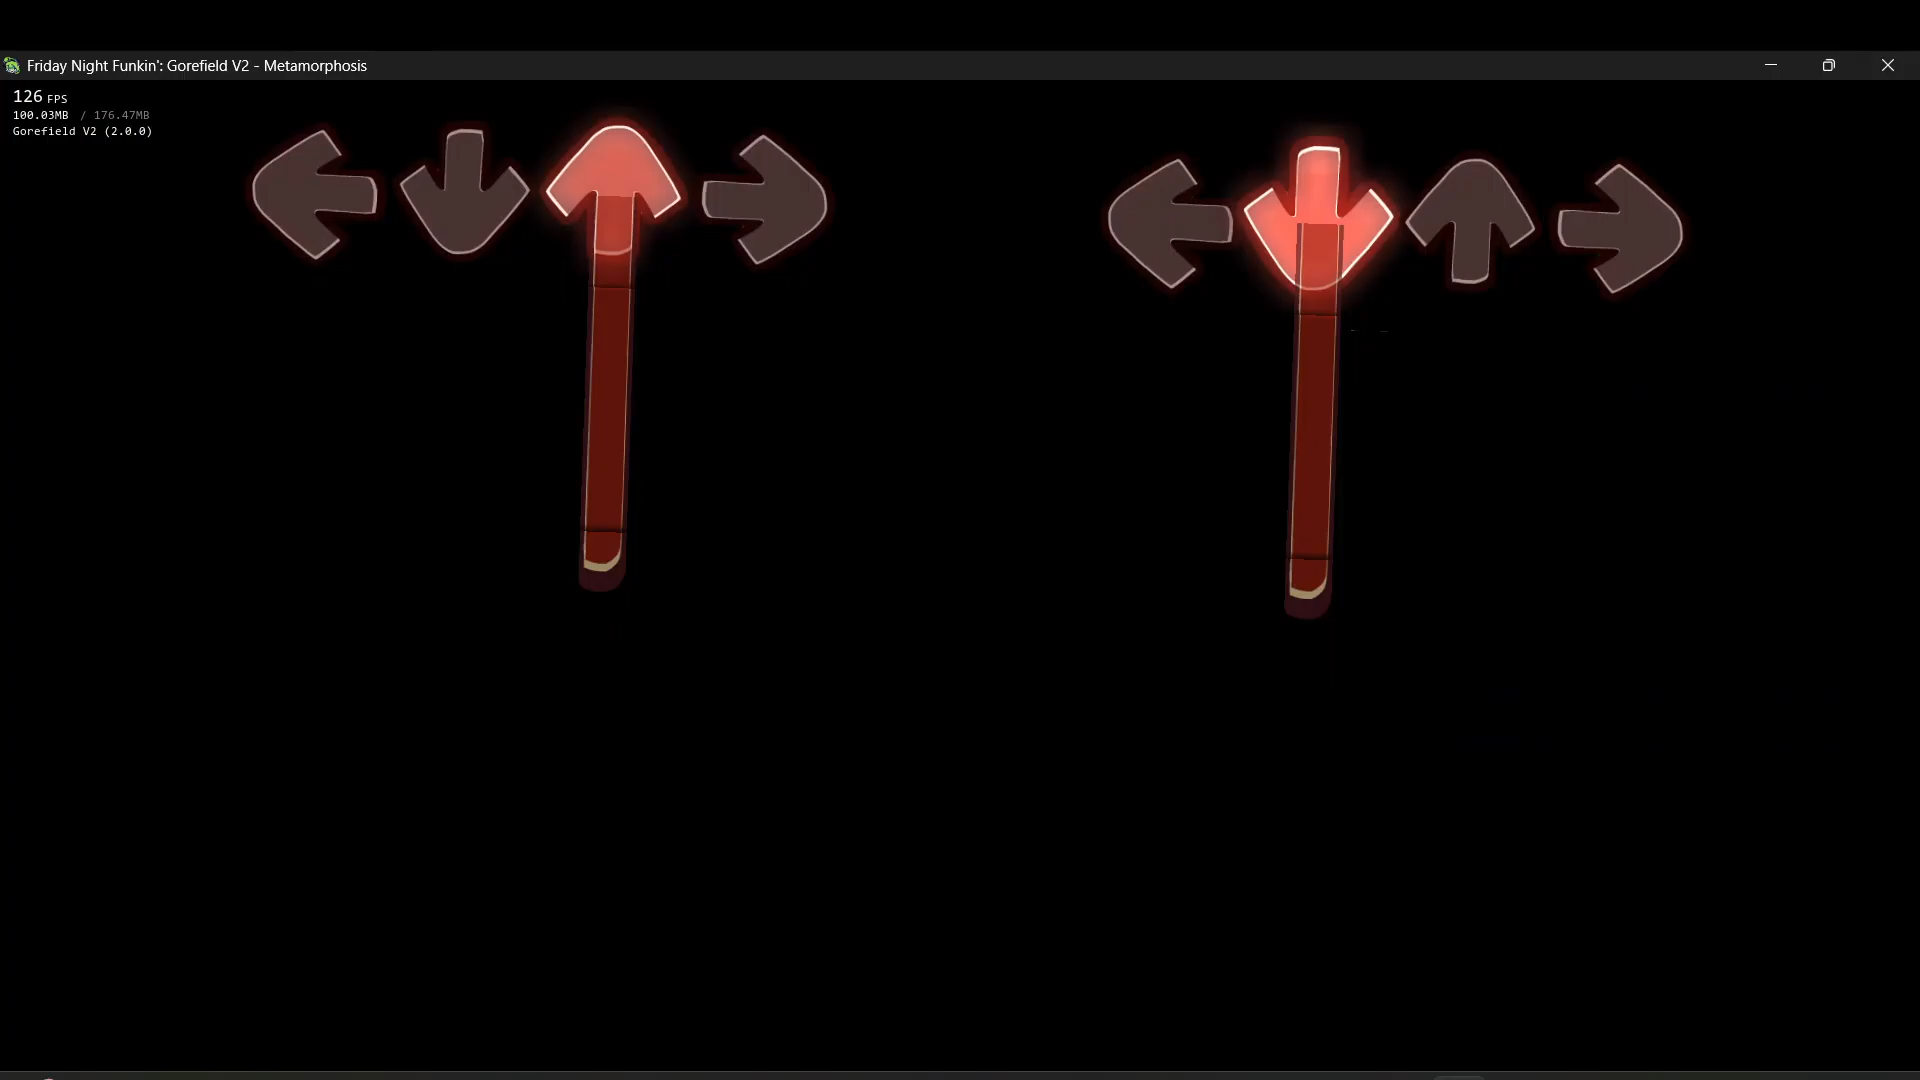 Friday Night Funkin': Gorefield V2 - Metamorphosis
126 FPS
100.03MB / 176.47MB
Gorefield V2 (2.0.0)